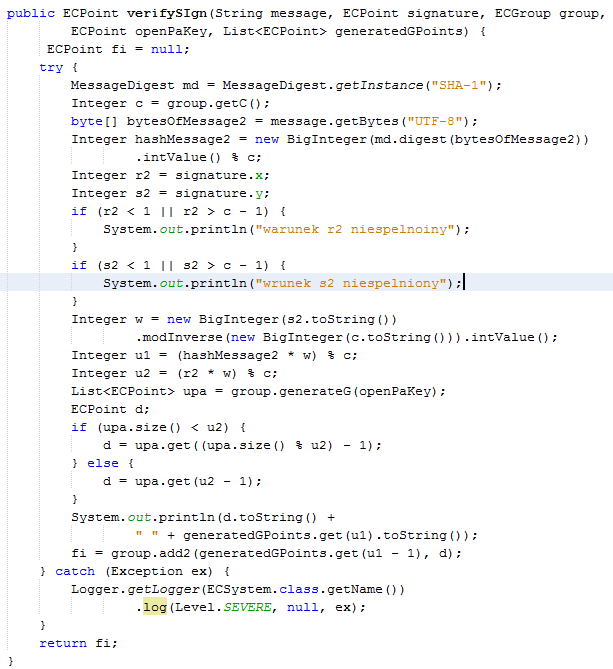 public ECPoint verifySIgn(String message, ECPoint signature, ECGroup group,
        ECPoint openPaKey, List<ECPoint> generatedGPoints) {
     ECPoint fi = null;
    try {
        MessageDigest md = MessageDigest.getInstance("SHA-1");
        Integer c = group.getC();
        byte[] bytesOfMessage2 = message.getBytes("UTF-8");
        Integer hashMessage2 = new BigInteger(md.digest(bytesOfMessage2))
                .intValue() % c;
        Integer r2 = signature.x;
        Integer s2 = signature.y;
        if (r2 < 1 || r2 > c - 1) {
            System.out.println("warunek r2 niespelnoiny");
        }
        if (s2 < 1 || s2 > c - 1) {
            System.out.println("wrunek s2 niespelniony");
        }
        Integer w = new BigInteger(s2.toString())
                .modInverse(new BigInteger(c.toString())).intValue();
        Integer u1 = (hashMessage2 * w) % c;
        Integer u2 = (r2 * w) % c;
        List<ECPoint> upa = group.generateG(openPaKey);
        ECPoint d;
        if (upa.size() < u2) {
            d = upa.get((upa.size() % u2) - 1);
        } else {
            d = upa.get(u2 - 1);
        }
        System.out.println(d.toString() +
                " " + generatedGPoints.get(u1).toString());
        fi = group.add2(generatedGPoints.get(u1 - 1), d);
    } catch (Exception ex) {
        Logger.getLogger(ECSystem.class.getName())
                .log(Level.SEVERE, null, ex);
    }
    return fi;
}